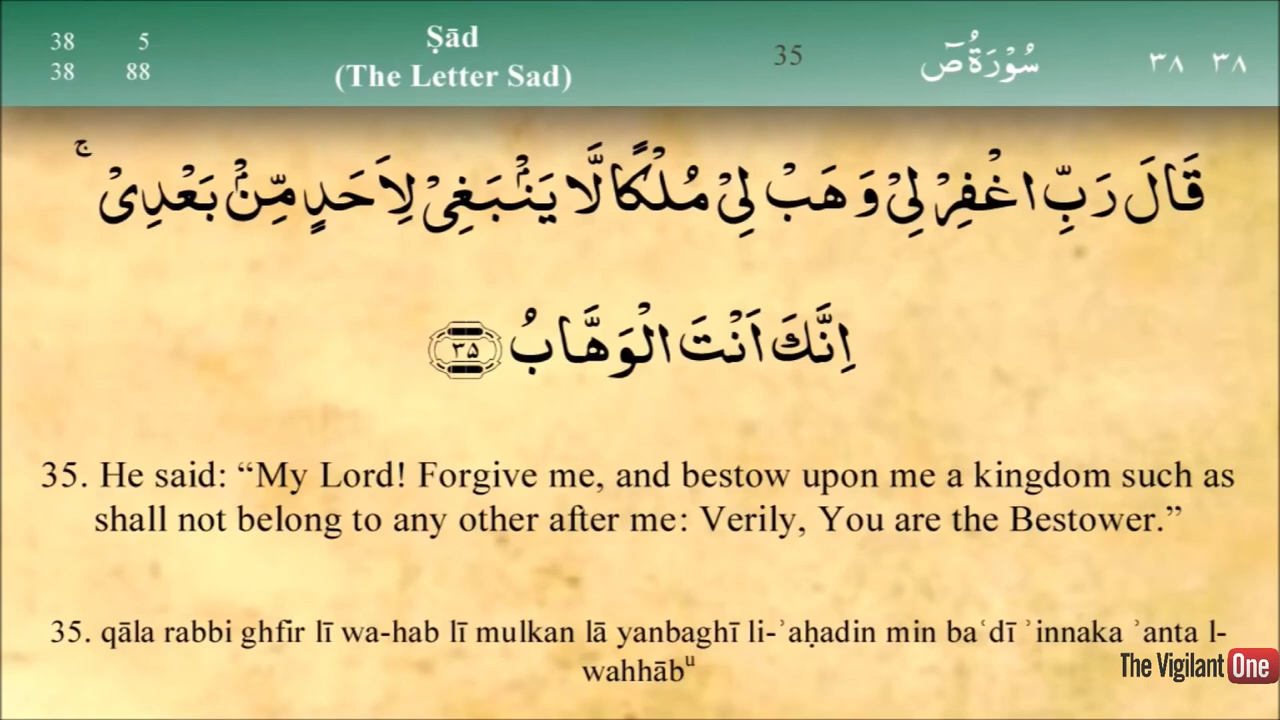 38 5
38 88
Ṣād
(The Letter Sad)
35
سُوْرَةُ صٓ
٣٨ ٣٨
قَالَ رَبِّ اغْفِرْ لِيْ وَهَبْ لِيْ مُلْكًا لَّا يَنْۢبَغِيْ لِاَحَدٍ مِّنْۢ بَعْدِيْ ۚ
اِنَّكَ اَنْتَ الْوَهَّابُ ٣٥
35. He said: “My Lord! Forgive me, and bestow upon me a kingdom such as
shall not belong to any other after me: Verily, You are the Bestower.”
35. qāla rabbi ghfir lī wa-hab lī mulkan lā yanbaghī li-ʾaḥadin min baʿdī ʾinnaka ʾanta l-
wahhābᵘ
The Vigilant One